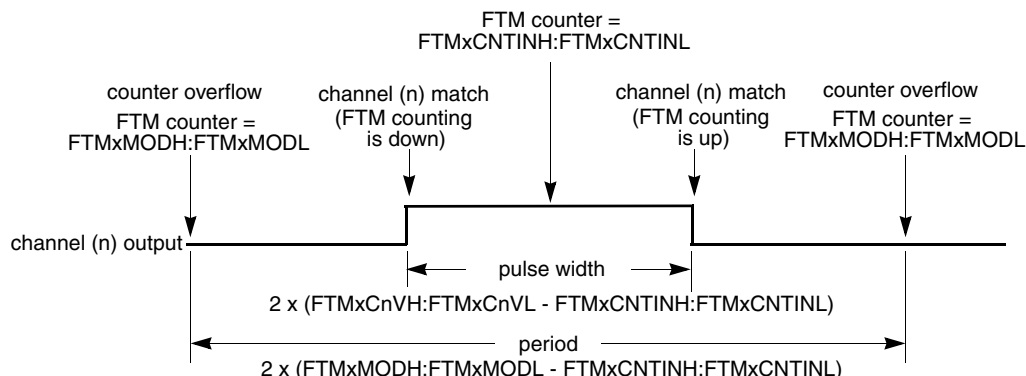 FTM counter =
FTMxCNTINH:FTMxCNTINL
counter overflow
FTM counter =
FTMxMODH:FTMxMODL
channel (n) match
(FTM counting
is down)
channel (n) match
(FTM counting
is up)
counter overflow
FTM counter =
FTMxMODH:FTMxMODL
channel (n) output
pulse width
2 x (FTMxCnVH:FTMxCnVL - FTMxCNTINH:FTMxCNTINL)
period
2 x (FTMxMODH:FTMxMODL - FTMxCNTINH:FTMxCNTINL)